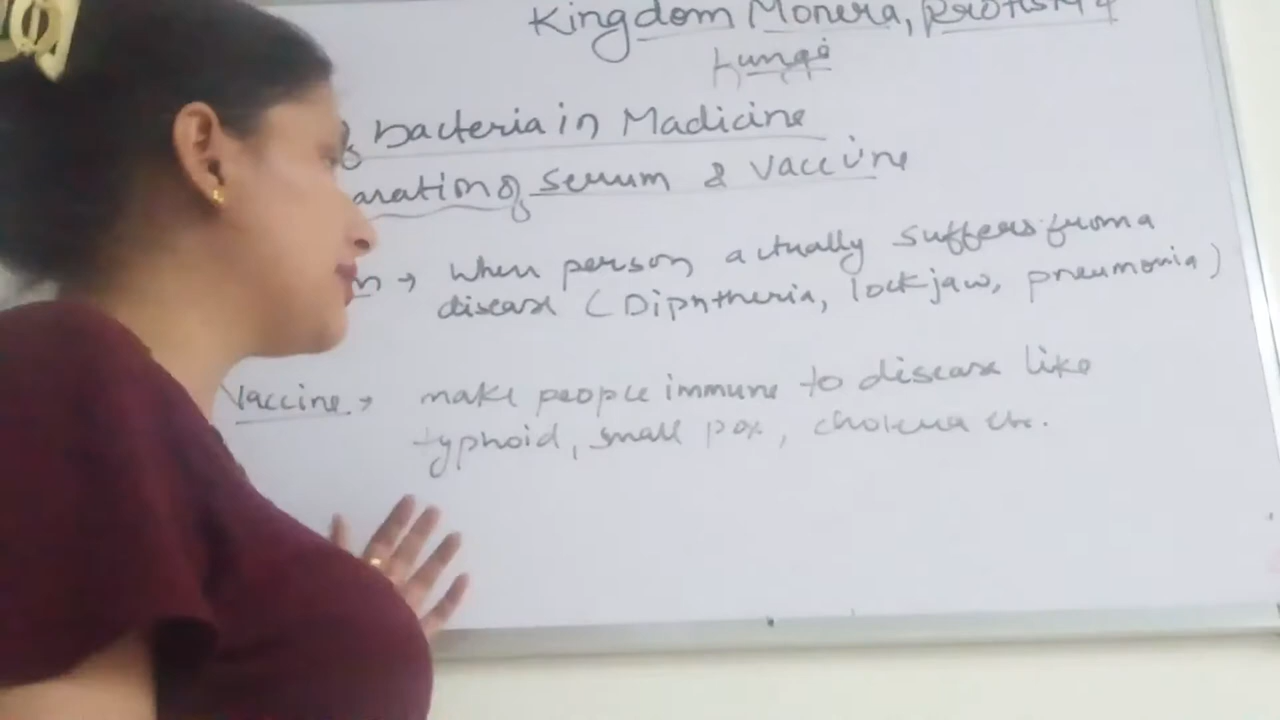 Kingdom Monera, Protista &
Fungi
bacteria in Madicine
aration of serum & Vaccine
m → when person actually suffers from a
disease (Diphtheria, lockjaw, pneumonia)
Vaccine → make people immune to disease like
typhoid, small pox, cholera etc.